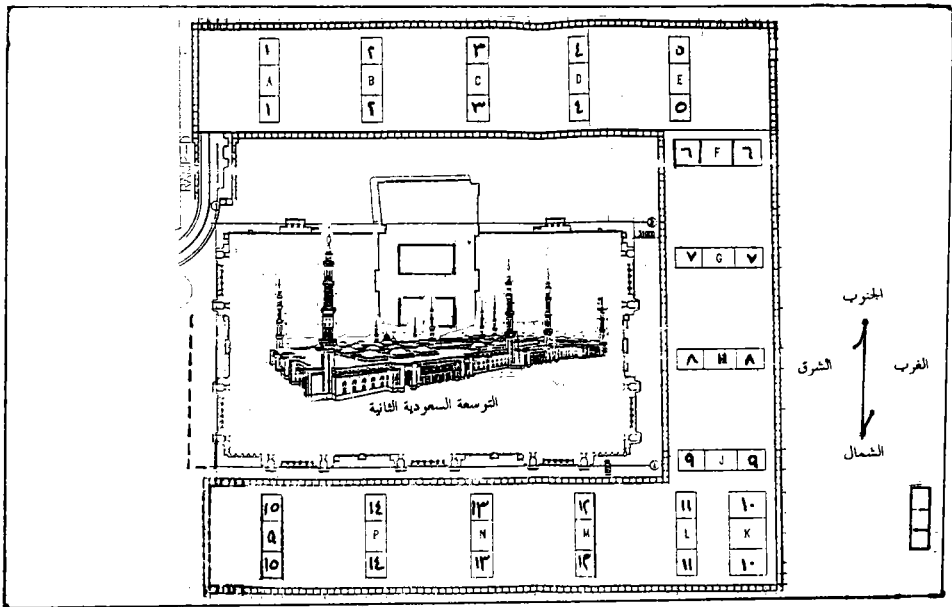 ١ ٢ ٣ ٤ ٥
A B C D E
١ ٢ ٣ ٤ ٥
٦ F ٦
RAMP
٧ G ٧
الجنوب
٨ H ٨
الشرق
الغرب
التوسعة السعودية الثانية
الشمال
٩ J ٩
١٥ ١٤ ١٣ ١٢ ١١ ١٠
Q P N M L K
١٥ ١٤ ١٣ ١٢ ١١ ١٠